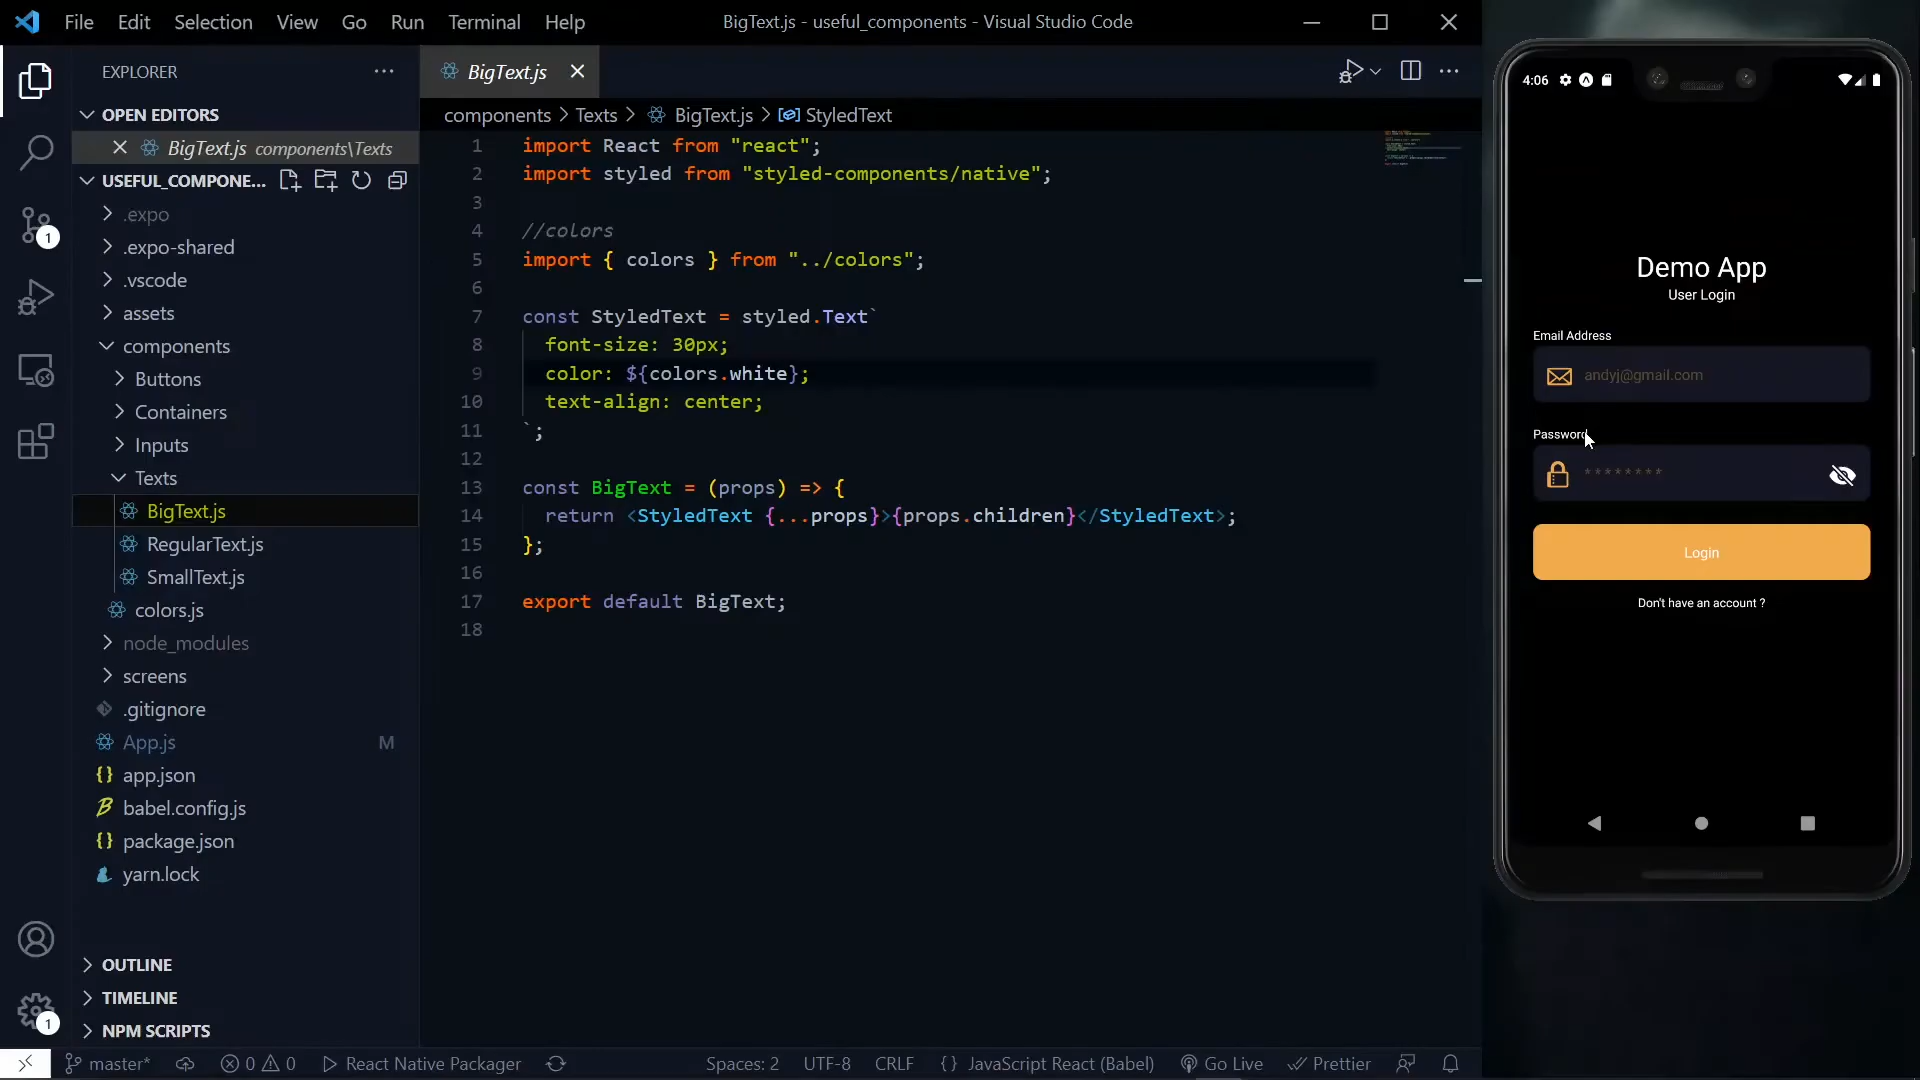 File Edit Selection View Go Run Terminal Help
BigText.js - useful_components - Visual Studio Code
EXPLORER
OPEN EDITORS
BigText.js components\Texts
USEFUL_COMPONE...
.expo
.expo-shared
.vscode
assets
components
Buttons
Containers
Inputs
Texts
BigText.js
RegularText.js
SmallText.js
colors.js
node_modules
screens
.gitignore
App.js M
app.json
babel.config.js
package.json
yarn.lock
OUTLINE
TIMELINE
NPM SCRIPTS
1
1
BigText.js
components > Texts > BigText.js > StyledText
1 import React from "react";
2 import styled from "styled-components/native";
3
4 //colors
5 import { colors } from "../colors";
6
7 const StyledText = styled.Text`
8 font-size: 30px;
9 color: ${colors.white};
10 text-align: center;
11 `;
12
13 const BigText = (props) => {
14 return <StyledText {...props}>{props.children}</StyledText>;
15 };
16
17 export default BigText;
18
4:06
Demo App
User Login
Email Address
andyj@gmail.com
Password
********
Login
Don't have an account ?
master* 0 0 React Native Packager Spaces: 2 UTF-8 CRLF {} JavaScript React (Babel) Go Live Prettier